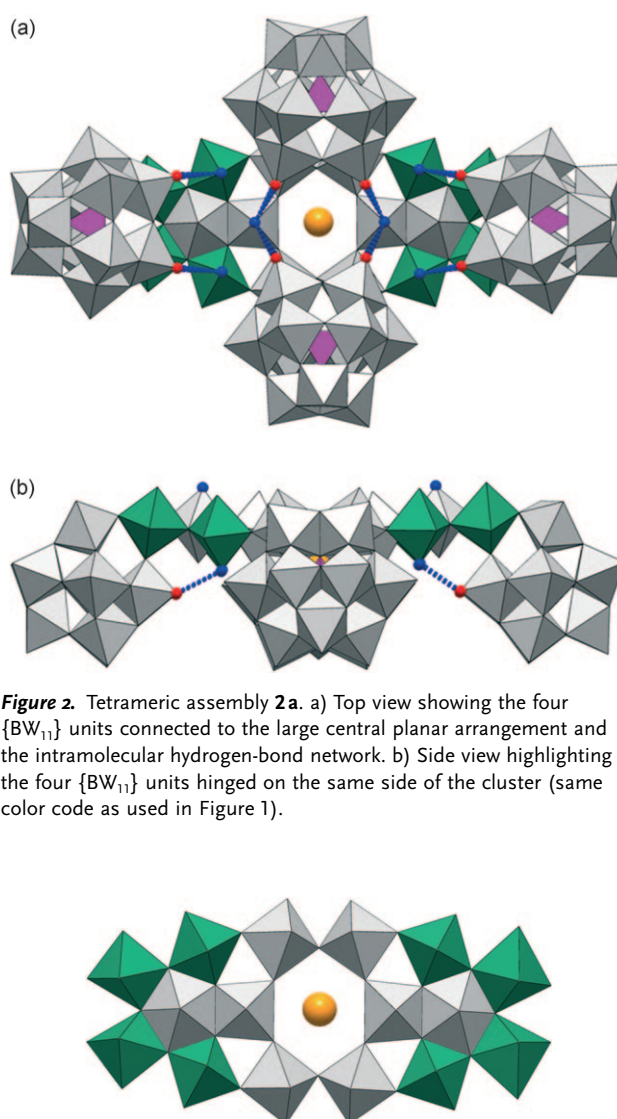 (a)
(b)
Figure 2. Tetrameric assembly 2a. a) Top view showing the four
{BW₁₁} units connected to the large central planar arrangement and
the intramolecular hydrogen-bond network. b) Side view highlighting
the four {BW₁₁} units hinged on the same side of the cluster (same
color code as used in Figure 1).